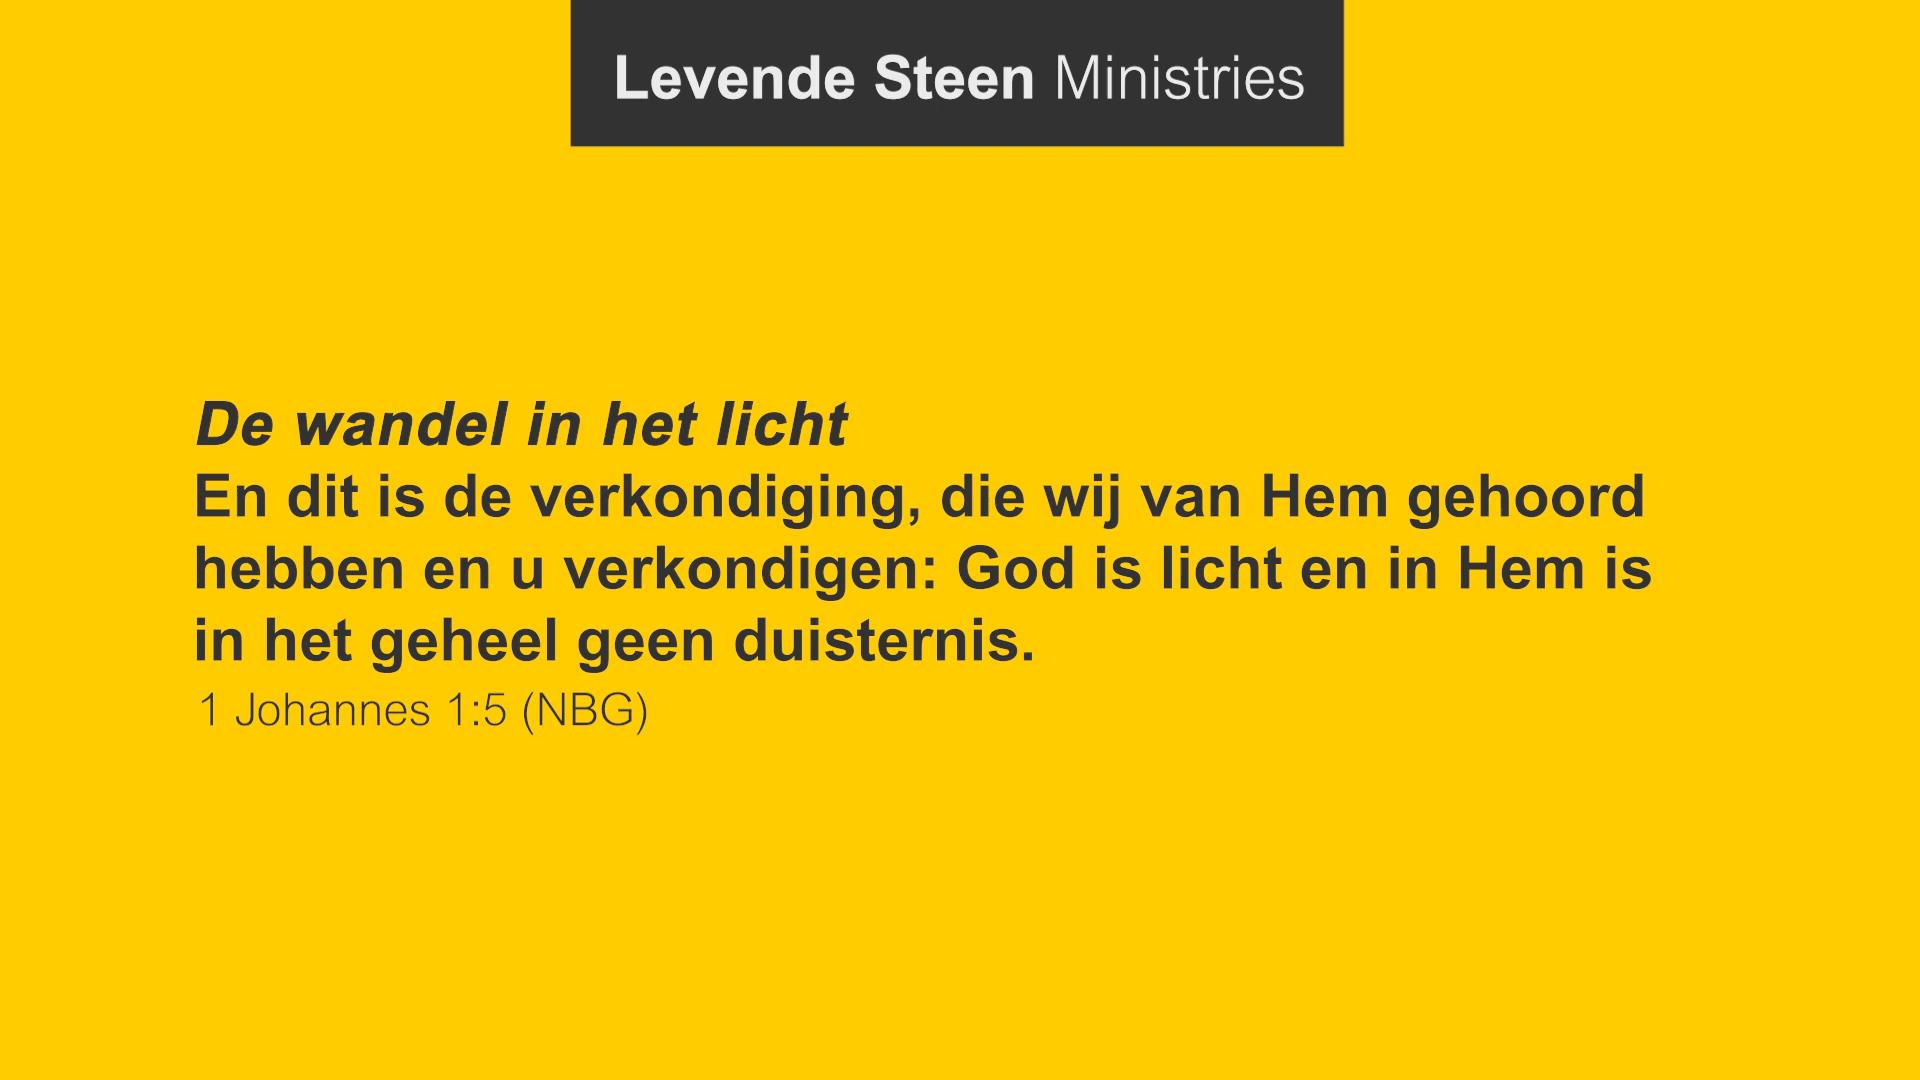 Levende Steen Ministries
De wandel in het licht
En dit is de verkondiging, die wij van Hem gehoord
hebben en u verkondigen: God is licht en in Hem is
in het geheel geen duisternis.
1 Johannes 1:5 (NBG)